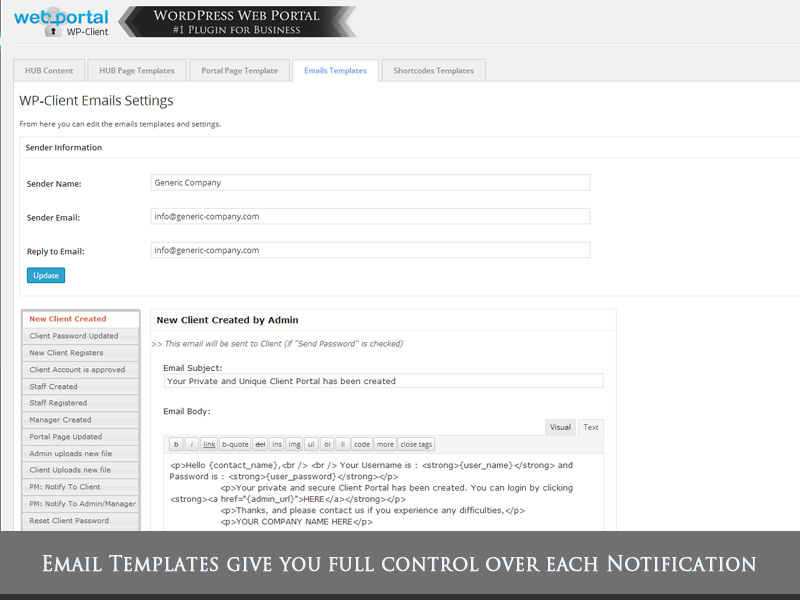 web portal
WP-Client
WordPress Web Portal
#1 Plugin for Business
HUB Content
HUB Page Templates
Portal Page Template
Emails Templates
Shortcodes Templates
WP-Client Emails Settings
From here you can edit the emails templates and settings.
Sender Information
Sender Name:
Generic Company
Sender Email:
info@generic-company.com
Reply to Email:
info@generic-company.com
Update
New Client Created
Client Password Updated
New Client Registers
Client Account is approved
Staff Created
Staff Registered
Manager Created
Portal Page Updated
Admin uploads new file
Client Uploads new file
PM: Notify To Client
PM: Notify To Admin/Manager
Reset Client Password
New Client Created by Admin
>> This email will be sent to Client (if "Send Password" is checked)
Email Subject:
Your Private and Unique Client Portal has been created
Email Body:
Visual Text
b i link b-quote del ins img ul ol li code more close tags
<p>Hello {contact_name},<br /> <br /> Your Username is : <strong>{user_name}</strong> and
Password is : <strong>{user_password}</strong></p>
<p>Your private and secure Client Portal has been created. You can login by clicking
<strong><a href="{admin_url}">HERE</a></strong></p>
<p>Thanks, and please contact us if you experience any difficulties,</p>
<p>YOUR COMPANY NAME HERE</p>
Email Templates give you full control over each Notification